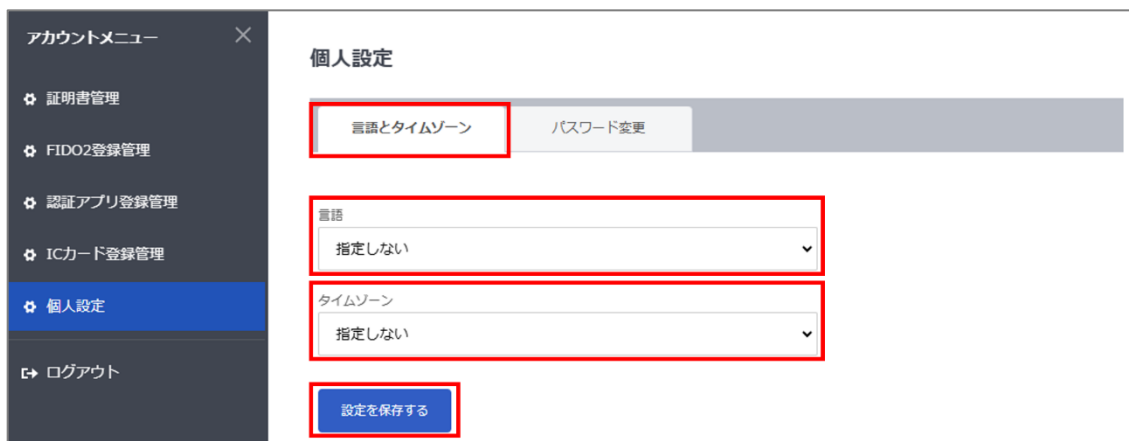 アカウントメニュー
証明書管理
FIDO2登録管理
認証アプリ登録管理
ICカード登録管理
個人設定
ログアウト
個人設定
言語とタイムゾーン
パスワード変更
言語
指定しない
タイムゾーン
指定しない
設定を保存する